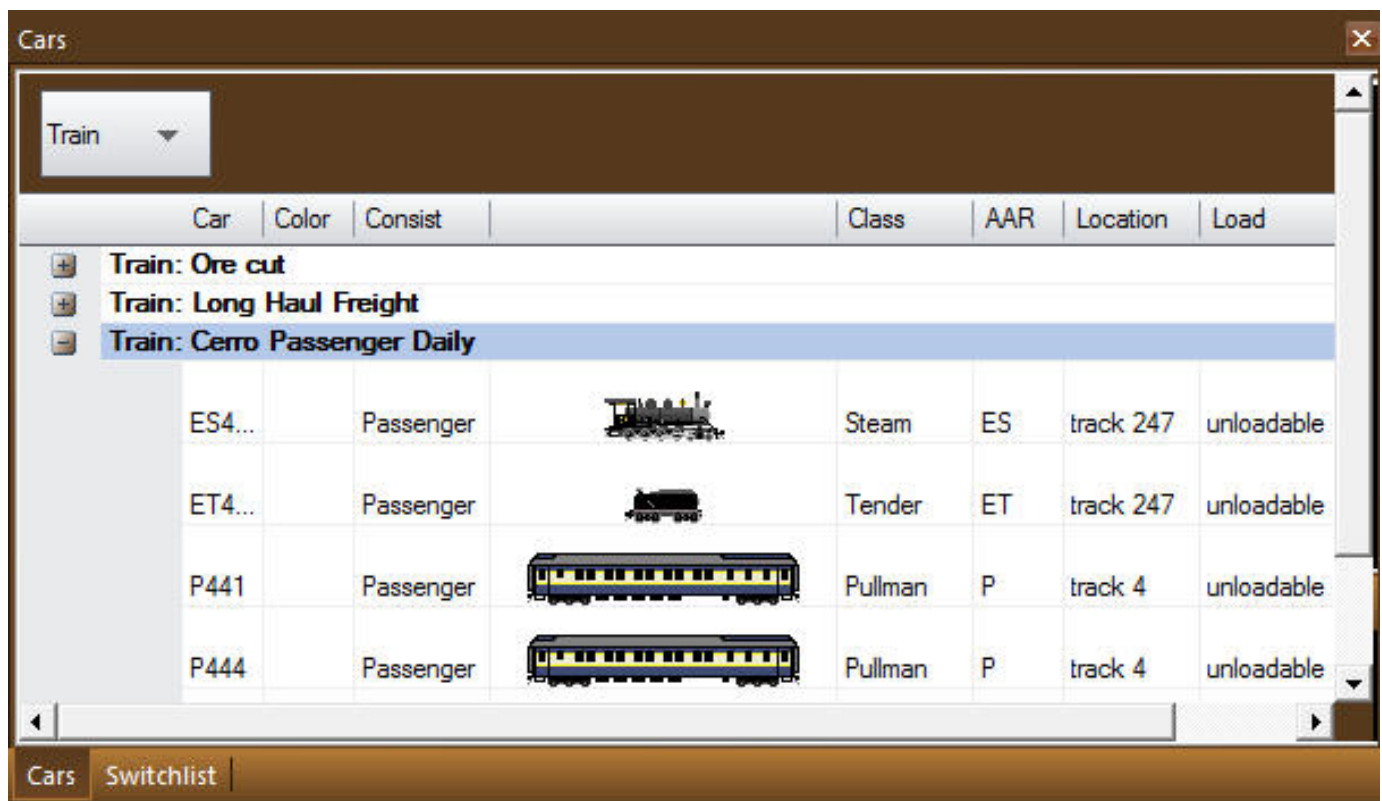 Cars
Train
Car Color Consist Class AAR Location Load
Train: Ore cut
Train: Long Haul Freight
Train: Cerro Passenger Daily
ES4... Passenger Steam ES track 247 unloadable
ET4... Passenger Tender ET track 247 unloadable
P441 Passenger Pullman P track 4 unloadable
P444 Passenger Pullman P track 4 unloadable
Cars Switchlist